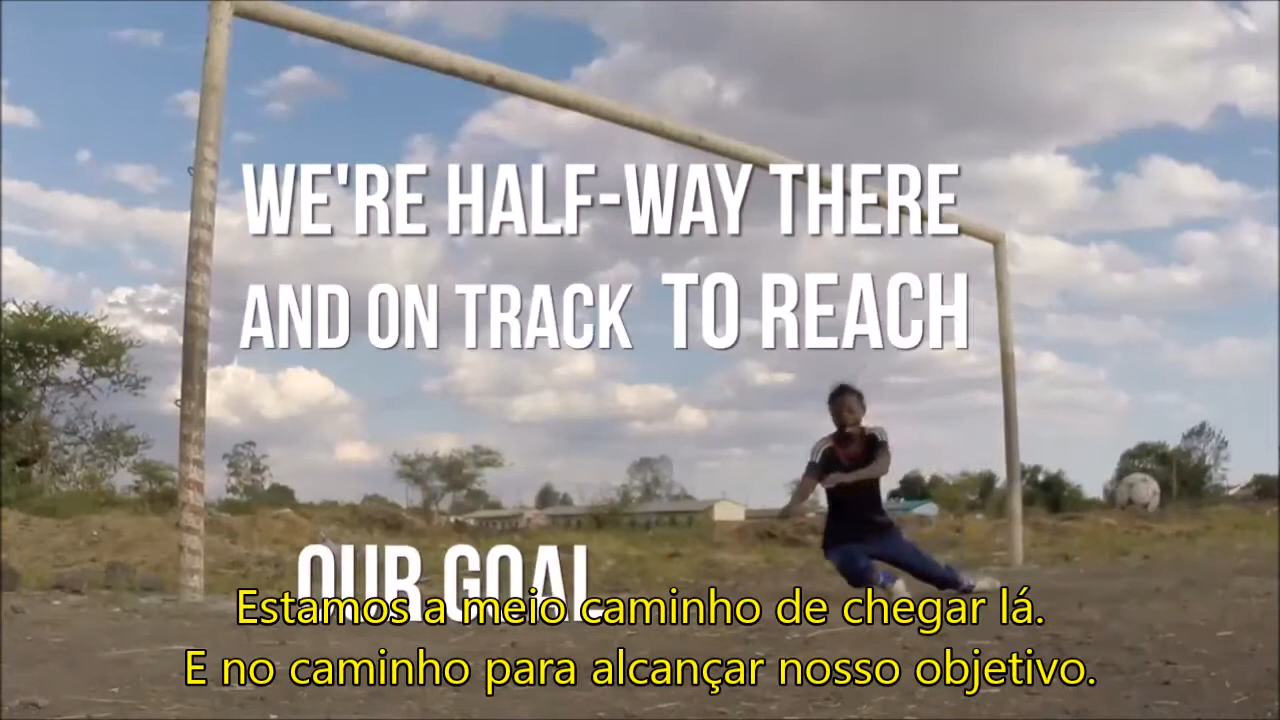 WE'RE HALF-WAY THERE
AND ON TRACK TO REACH
OUR GOAL
Estamos a meio caminho de chegar lá.
E no caminho para alcançar nosso objetivo.